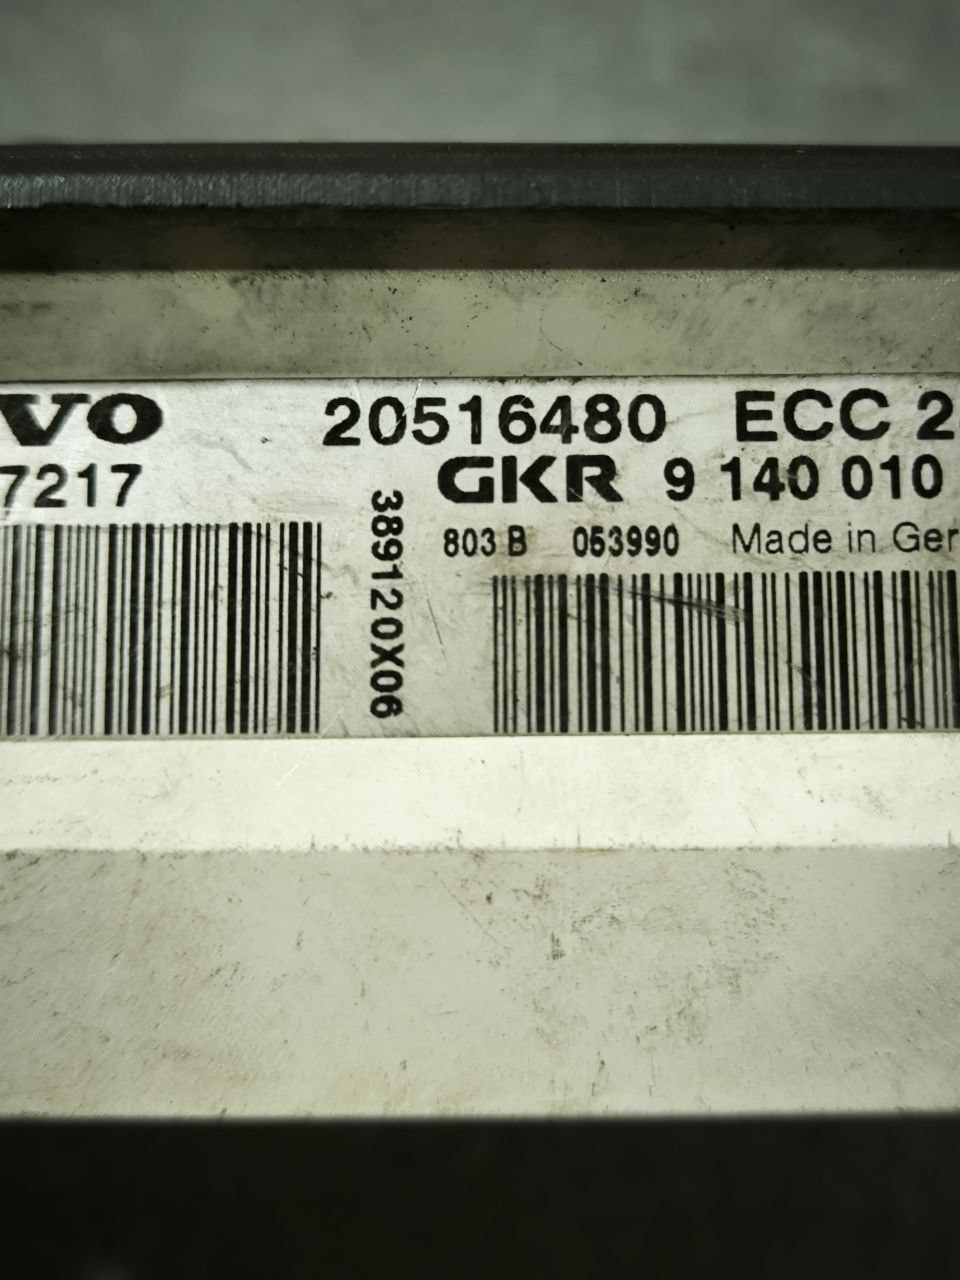 VO 20516480 ECC 2
7217 GKR 9 140 010
803 B 053990 Made in Ger
389120X06